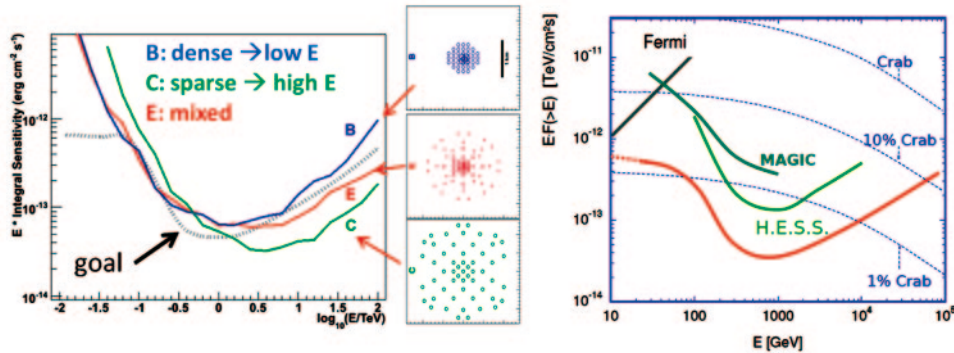 E * Integral Sensitivity (erg cm⁻² s⁻¹)
10⁻¹²
10⁻¹³
10⁻¹⁴
B: dense → low E
C: sparse → high E
E: mixed
B
E
C
goal
-2 -1.5 -1 -0.5 0 0.5 1 1.5 2
log₁₀(E/TeV)
B
C
E·F(>E) [TeV/cm²s]
10⁻¹¹
10⁻¹²
10⁻¹³
10⁻¹⁴
Fermi
Crab
10% Crab
MAGIC
H.E.S.S.
1% Crab
10 100 1000 10⁴ 10⁵
E [GeV]